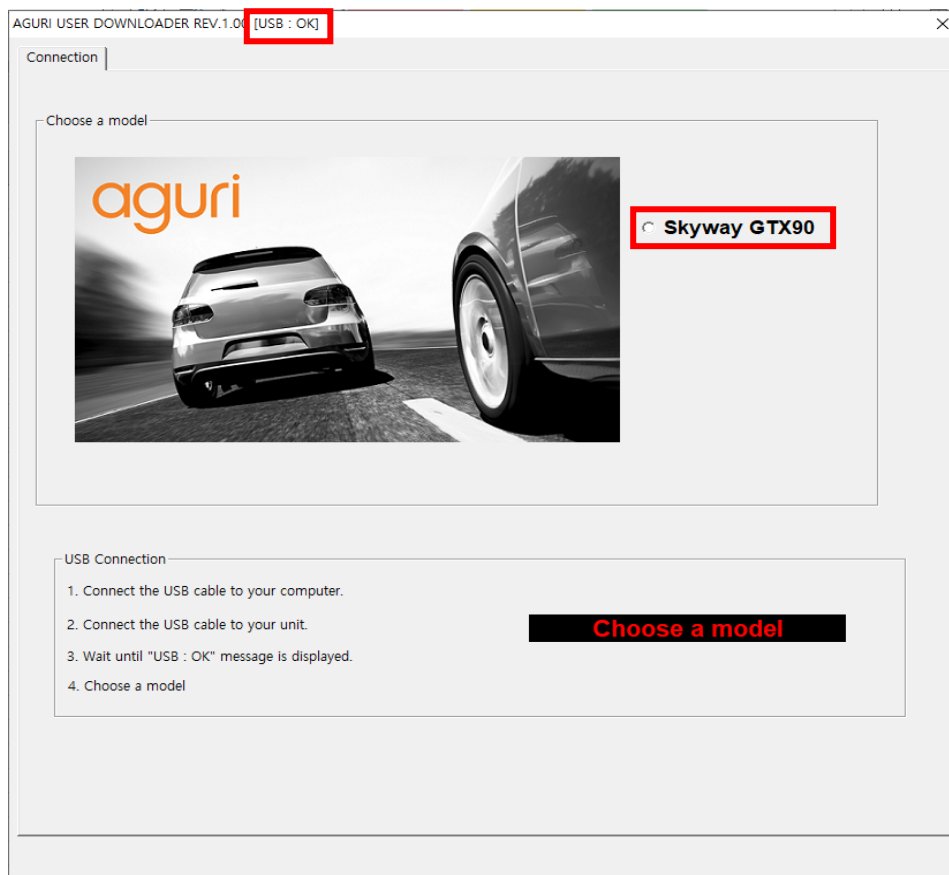 AGURI USER DOWNLOADER REV.1.00 [USB : OK]
Connection
Choose a model
aguri
Skyway GTX90
USB Connection
1. Connect the USB cable to your computer.
2. Connect the USB cable to your unit.
3. Wait until "USB : OK" message is displayed.
4. Choose a model
Choose a model